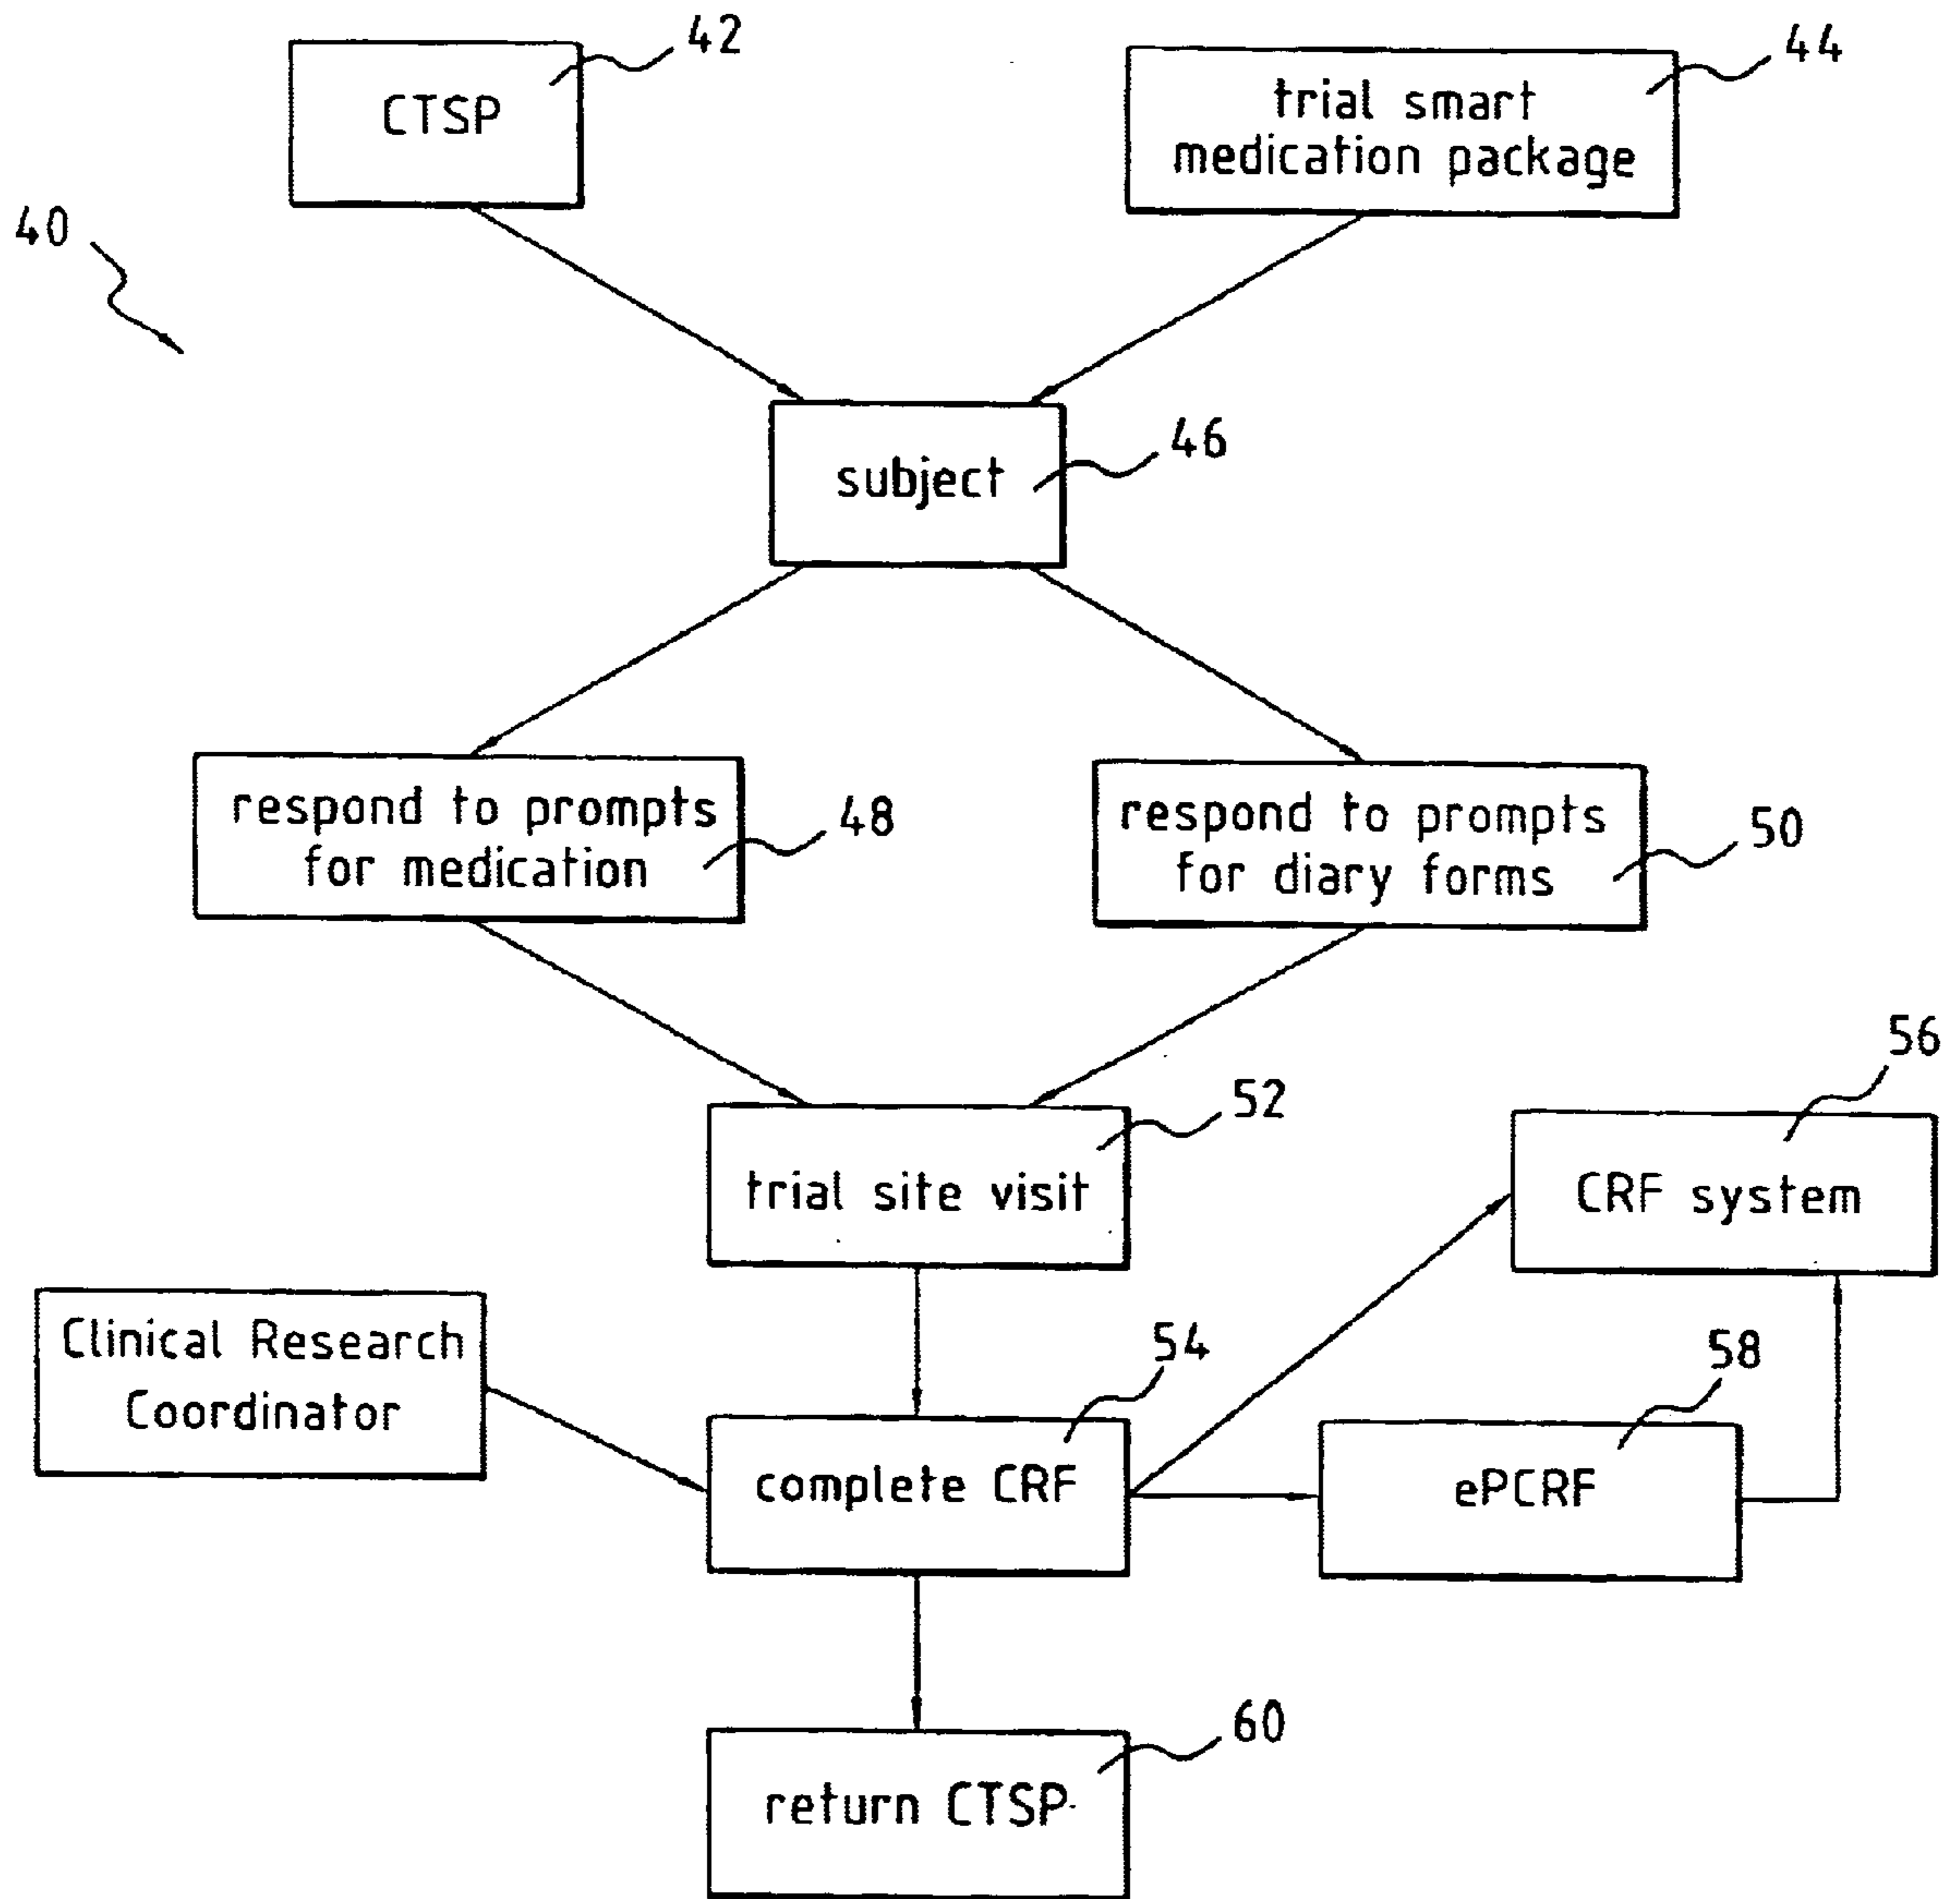 42
CTSP
44
trial smart
medication package
40
46
subject
respond to prompts
for medication
48
respond to prompts
for diary forms
50
52
trial site visit
56
CRF system
Clinical Research
Coordinator
54
complete CRF
58
ePCRF
60
return CTSP